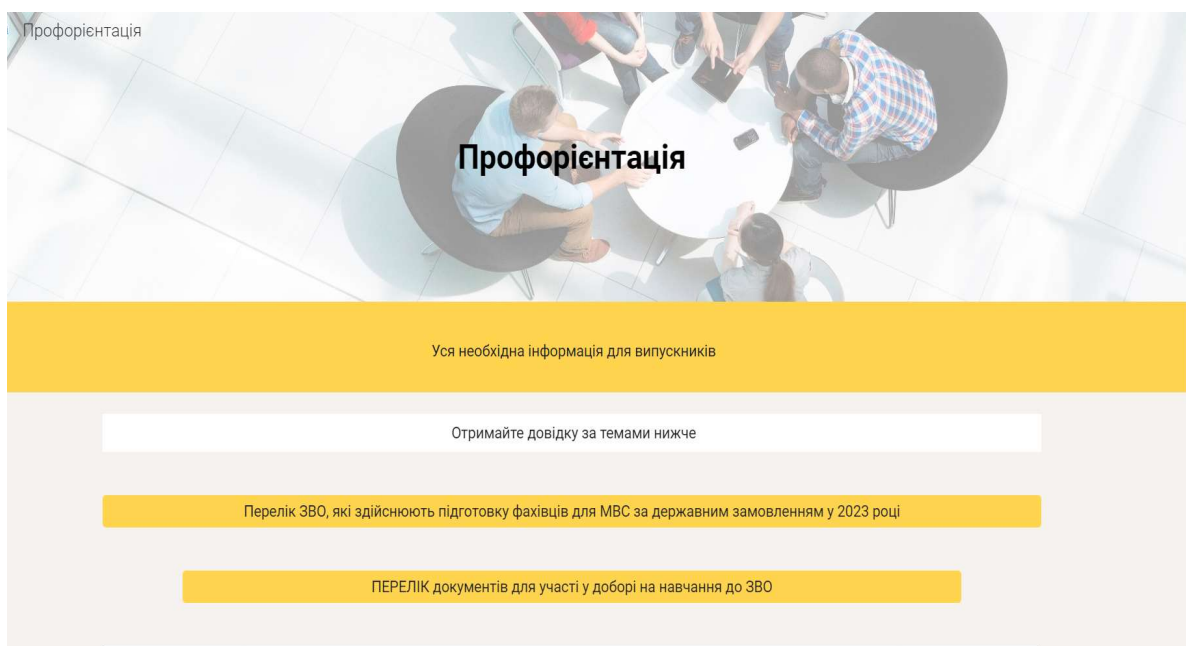 Профорієнтація
Профорієнтація
Уся необхідна інформація для випускників
Отримайте довідку за темами нижче
Перелік ЗВО, які здійснюють підготовку фахівців для МВС за державним замовленням у 2023 році
ПЕРЕЛІК документів для участі у доборі на навчання до ЗВО